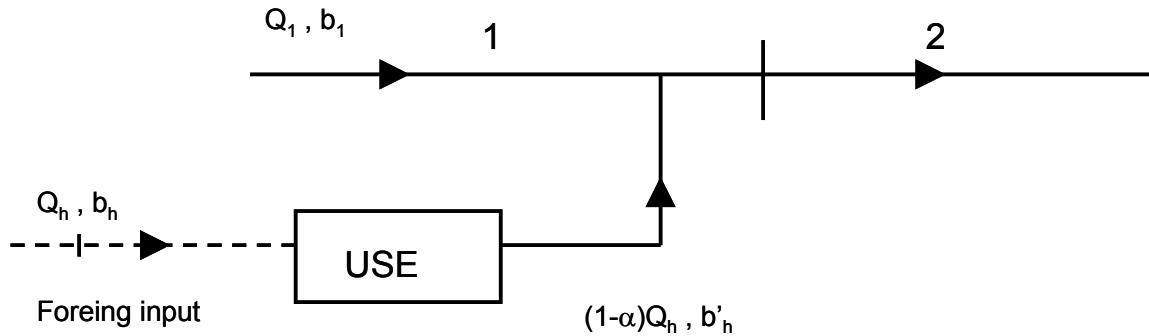 Q₁ , b₁
1
2
Qₕ , bₕ
USE
Foreing input
(1-α)Qₕ , b'ₕ